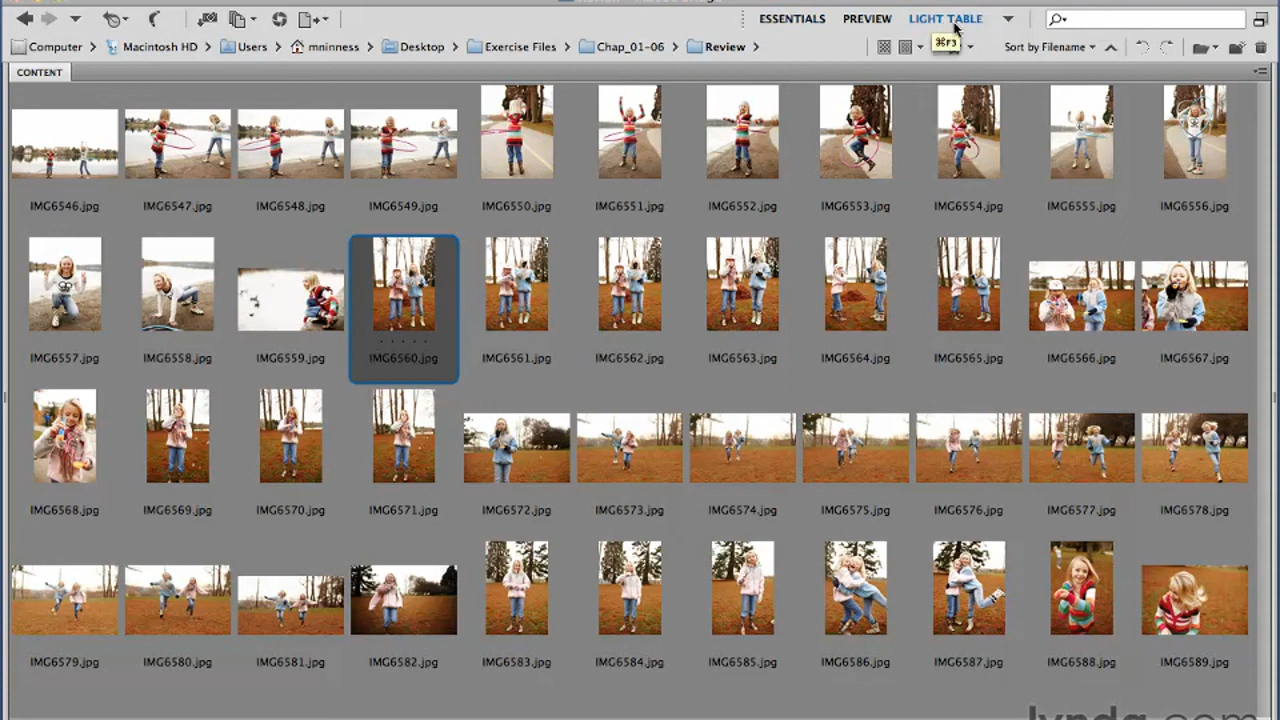 ESSENTIALS PREVIEW LIGHT TABLE
Computer Macintosh HD Users mninness Desktop Exercise Files Chap_01-06 Review ⌘F3 Sort by Filename
CONTENT
IMG6546.jpg IMG6547.jpg IMG6548.jpg IMG6549.jpg IMG6550.jpg IMG6551.jpg IMG6552.jpg IMG6553.jpg IMG6554.jpg IMG6555.jpg IMG6556.jpg
IMG6557.jpg IMG6558.jpg IMG6559.jpg IMG6560.jpg IMG6561.jpg IMG6562.jpg IMG6563.jpg IMG6564.jpg IMG6565.jpg IMG6566.jpg IMG6567.jpg
IMG6568.jpg IMG6569.jpg IMG6570.jpg IMG6571.jpg IMG6572.jpg IMG6573.jpg IMG6574.jpg IMG6575.jpg IMG6576.jpg IMG6577.jpg IMG6578.jpg
IMG6579.jpg IMG6580.jpg IMG6581.jpg IMG6582.jpg IMG6583.jpg IMG6584.jpg IMG6585.jpg IMG6586.jpg IMG6587.jpg IMG6588.jpg IMG6589.jpg
lynda.com